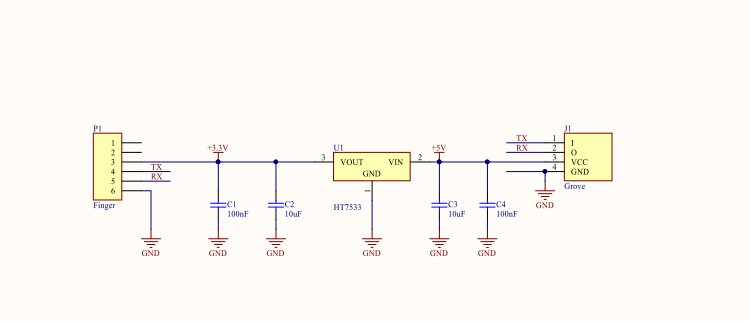 P1
1
2
3
4 TX
5 RX
6
Finger
GND
+3.3V
C1
100nF
GND
C2
10uF
GND
U1
3 VOUT VIN 2
GND
1
HT7533
GND
+5V
C3
10uF
GND
C4
100nF
GND
J1
TX 1 I
RX 2 O
3 VCC
4 GND
Grove
GND